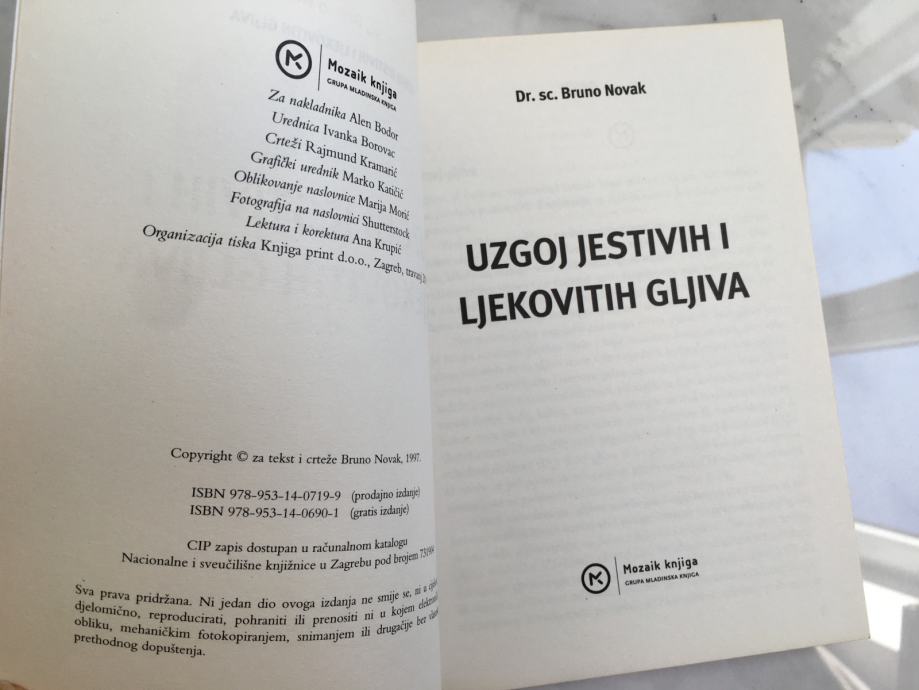 Mozaik knjiga
GRUPA MLADINSKA KNJIGA
Za nakladnika Alen Bodor
Urednica Ivanka Borovac
Crteži Rajmund Kramarić
Grafički urednik Marko Katičić
Oblikovanje naslovnice Marija Morić
Fotografija na naslovnici Shutterstock
Lektura i korektura Ana Krupić
Organizacija tiska Knjiga print d.o.o., Zagreb, travanj
Copyright © za tekst i crteže Bruno Novak, 1997.
ISBN 978-953-14-0719-9 (prodajno izdanje)
ISBN 978-953-14-0690-1 (gratis izdanje)
CIP zapis dostupan u računalnom katalogu
Nacionalne i sveučilišne knjižnice u Zagrebu pod brojem
Sva prava pridržana. Ni jedan dio ovoga izdanja ne smije se, ni u
djelomično, reproducirati, pohraniti ili prenositi ni u kojem
obliku, mehaničkim fotokopiranjem, snimanjem ili drugačije bez
prethodnog dopuštenja.
Dr. sc. Bruno Novak
UZGOJ JESTIVIH I
LJEKOVITIH GLJIVA
Mozaik knjiga
GRUPA MLADINSKA KNJIGA